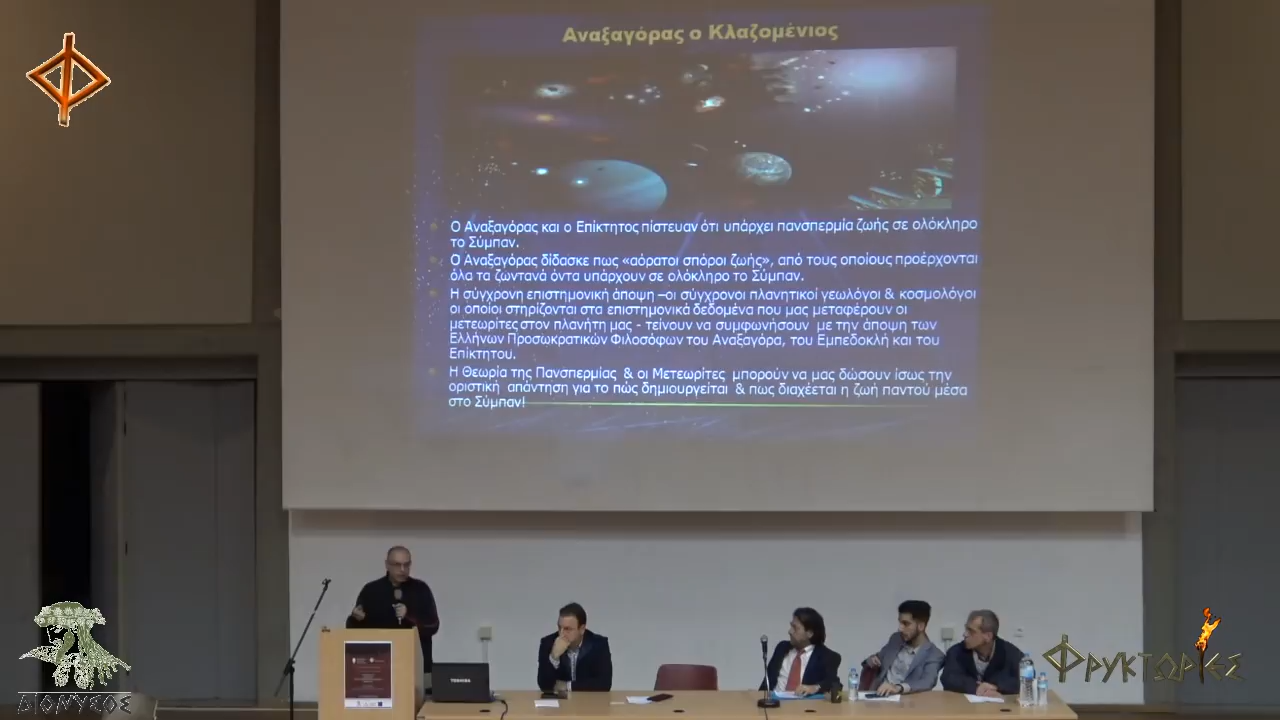 Αναξαγόρας ο Κλαζομένιος
Ο Αναξαγόρας και ο Επίκτητος πίστευαν ότι υπάρχει πανσπερμία ζωής σε ολόκληρο
το Σύμπαν.
Ο Αναξαγόρας δίδασκε πως «αόρατοι σπόροι ζωής», από τους οποίους προέρχονται
όλα τα ζωντανά όντα υπάρχουν σε ολόκληρο το Σύμπαν.
Η σύγχρονη επιστημονική άποψη –οι σύγχρονοι πλανητικοί γεωλόγοι & κοσμολόγοι
οι οποίοι στηρίζονται στα επιστημονικά δεδομένα που μας μεταφέρουν οι
μετεωρίτες στον πλανήτη μας - τείνουν να συμφωνήσουν με την άποψη των
Ελλήνων Προσωκρατικών Φιλοσόφων του Αναξαγόρα, του Εμπεδοκλή και του
Επίκτητου.
Η Θεωρία της Πανσπερμίας & οι Μετεωρίτες μπορούν να μας δώσουν ίσως την
οριστική απάντηση για το πώς δημιουργείται & πως διαχέεται η ζωή παντού μέσα
στο Σύμπαν!
Φ
TOSHIBA
ΔΙΟΝΥΣΟΣ
ΦΡΥΚΤΩΡΙΕΣ